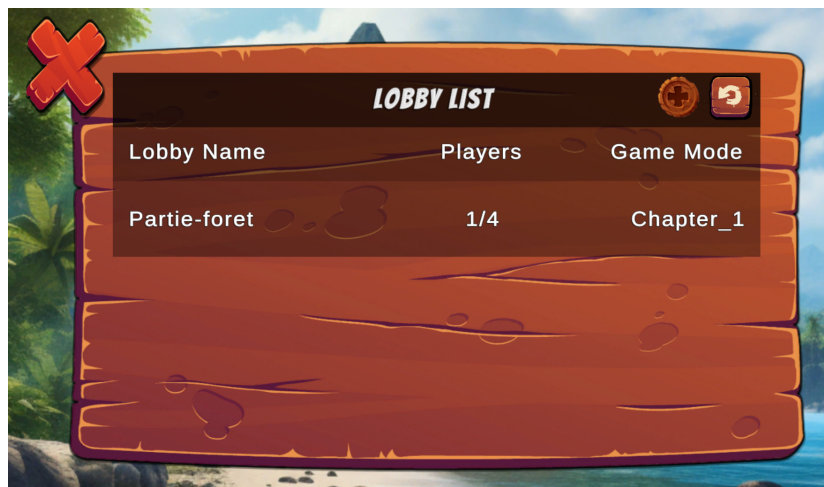 LOBBY LIST
Lobby Name Players Game Mode
Partie-foret 1/4 Chapter_1